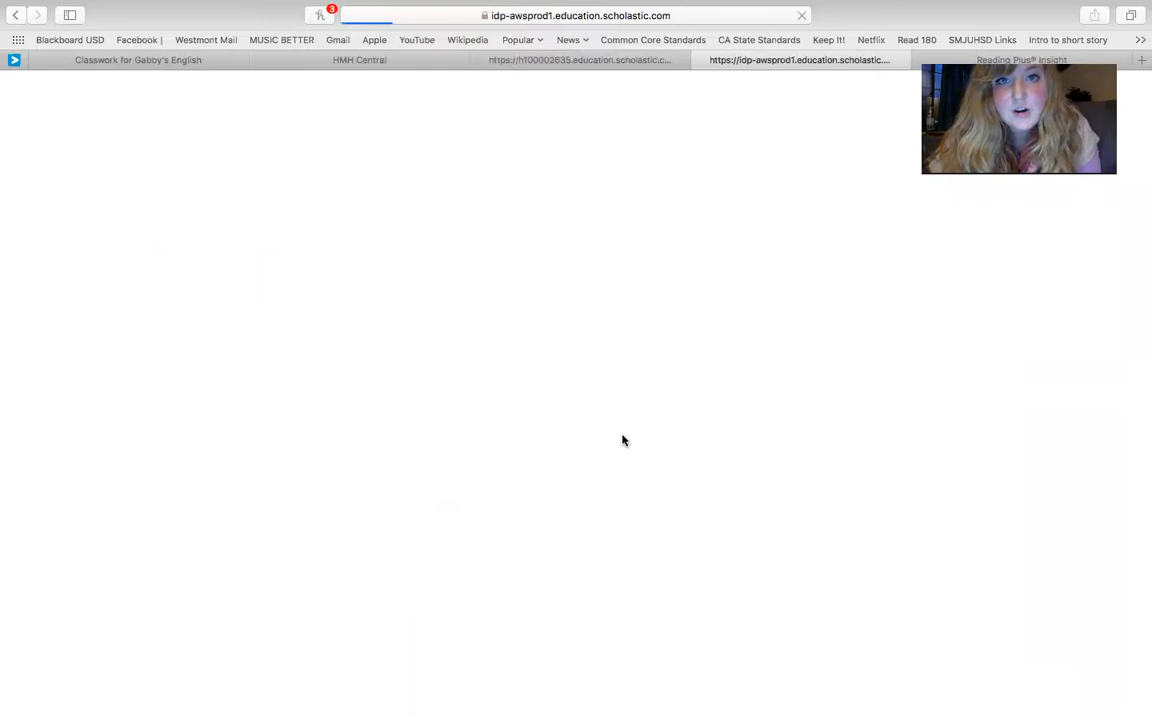 3
idp-awsprod1.education.scholastic.com
Blackboard USD Facebook | Westmont Mail MUSIC BETTER Gmail Apple YouTube Wikipedia Popular News Common Core Standards CA State Standards Keep It! Netflix Read 180 SMJUHSD Links Intro to short story >>
Classwork for Gabby's English HMH Central https://h100002635.education.scholastic.c... https://idp-awsprod1.education.scholastic.... Reading Plus® Insight